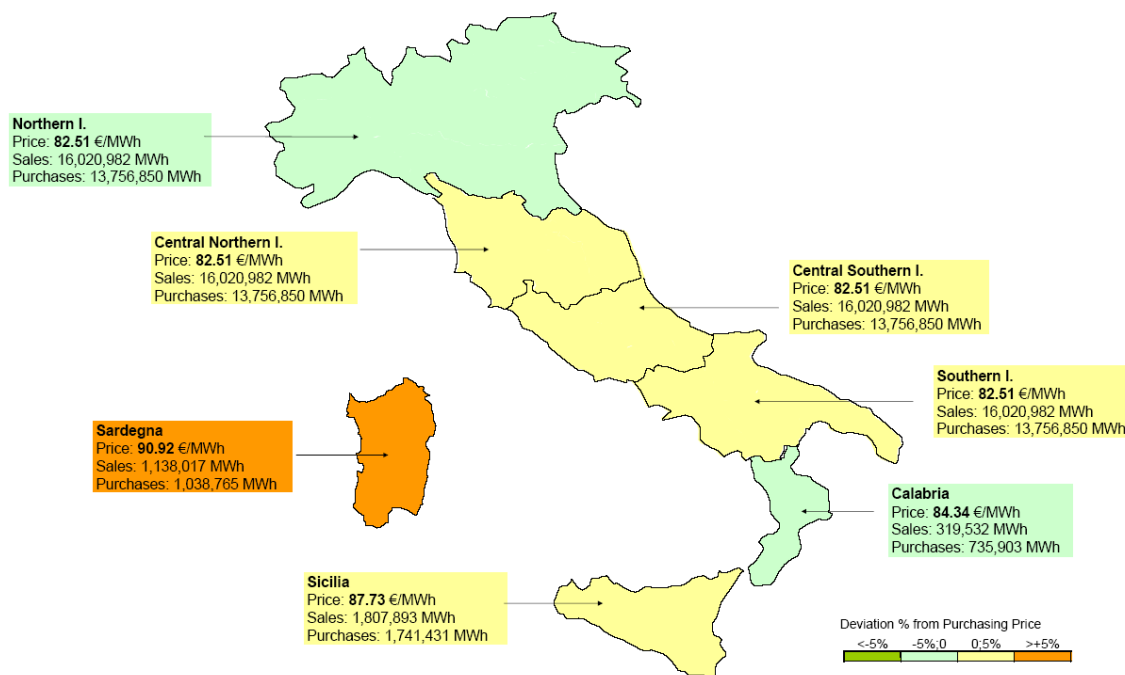 Northern I.
Price: 82.51 €/MWh
Sales: 16,020,982 MWh
Purchases: 13,756,850 MWh
Central Northern I.
Price: 82.51 €/MWh
Sales: 16,020,982 MWh
Purchases: 13,756,850 MWh
Central Southern I.
Price: 82.51 €/MWh
Sales: 16,020,982 MWh
Purchases: 13,756,850 MWh
Southern I.
Price: 82.51 €/MWh
Sales: 16,020,982 MWh
Purchases: 13,756,850 MWh
Sardegna
Price: 90.92 €/MWh
Sales: 1,138,017 MWh
Purchases: 1,038,765 MWh
Calabria
Price: 84.34 €/MWh
Sales: 319,532 MWh
Purchases: 735,903 MWh
Sicilia
Price: 87.73 €/MWh
Sales: 1,807,893 MWh
Purchases: 1,741,431 MWh
Deviation % from Purchasing Price
<-5% -5%;0 0;5% >+5%